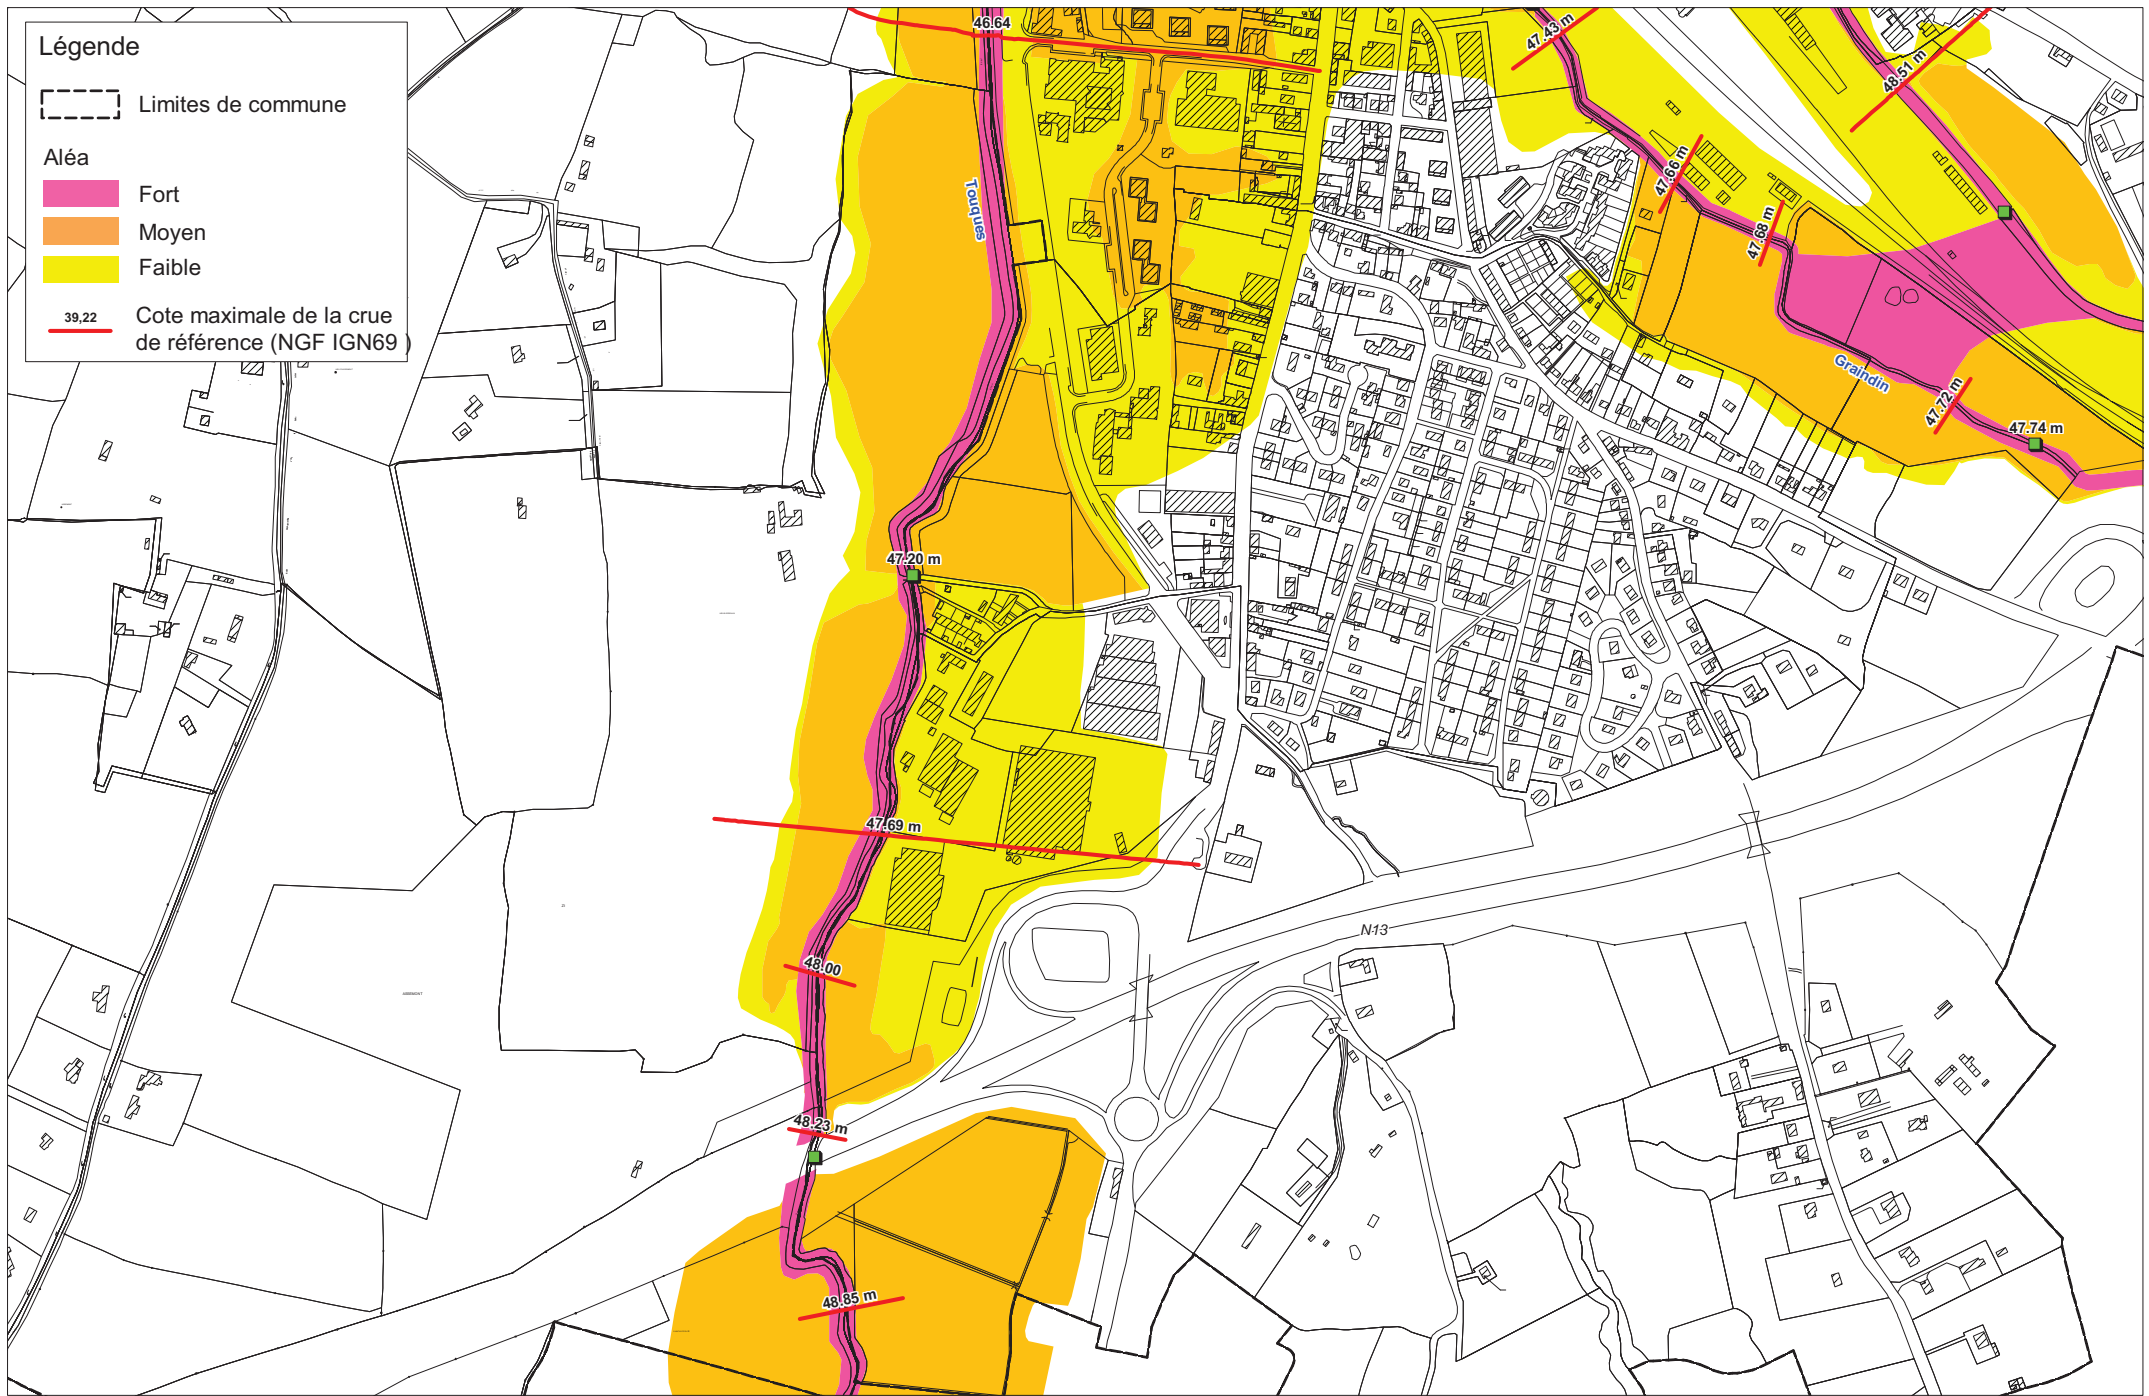 Légende
Limites de commune
Aléa
Fort
Moyen
Faible
39,22
Cote maximale de la crue
de référence (NGF IGN69 )
46.64
47.43 m
48.51 m
47.66 m
47.68 m
Touques
Graindin
47.72 m
47.74 m
47.20 m
47.69 m
N13
48.00
48.23 m
48.85 m